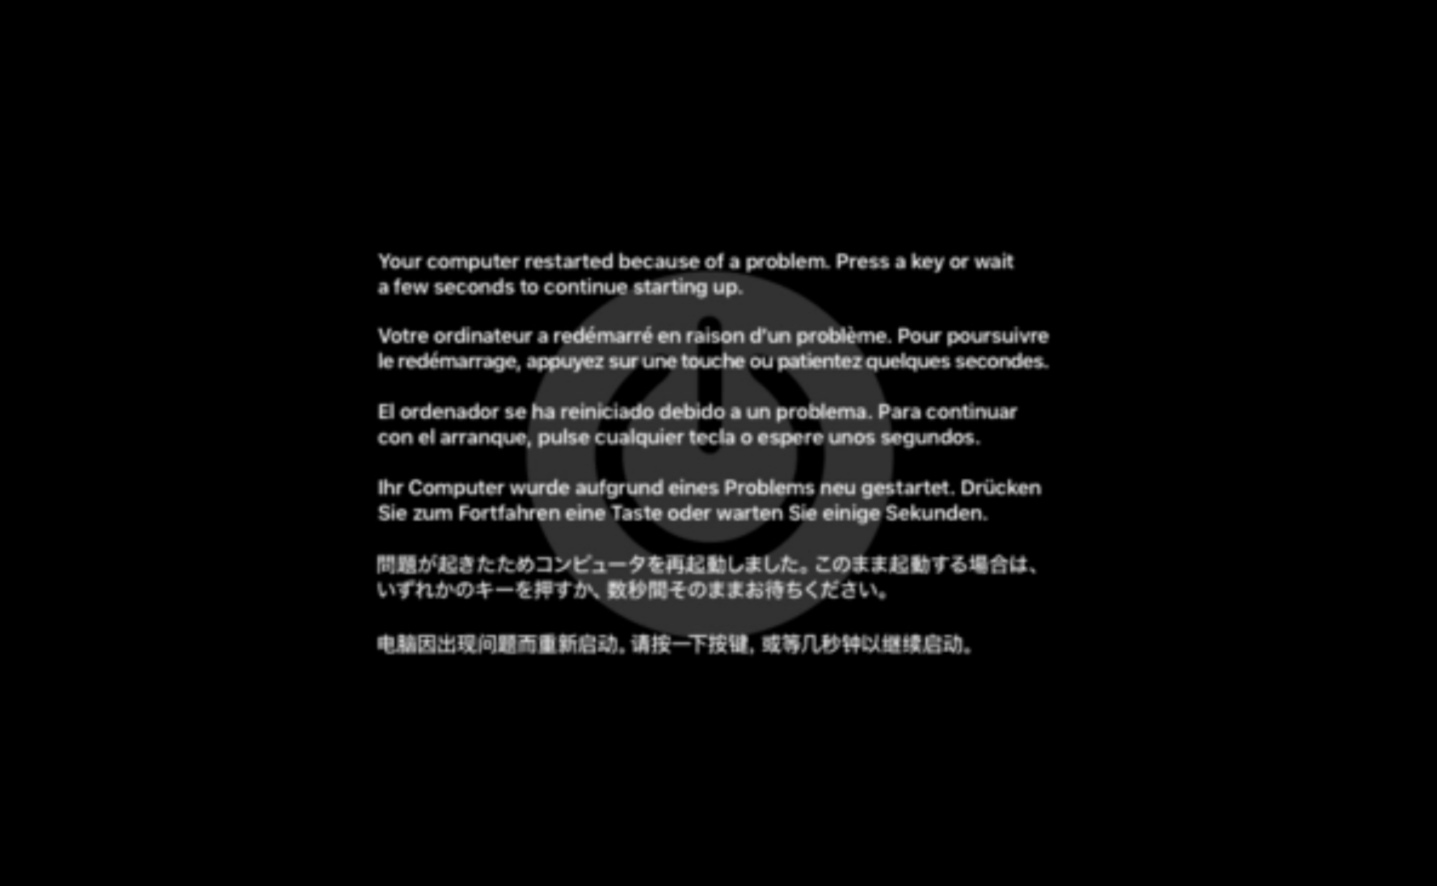 Your computer restarted because of a problem. Press a key or wait
a few seconds to continue starting up.
Votre ordinateur a redémarré en raison d'un problème. Pour poursuivre
le redémarrage, appuyez sur une touche ou patientez quelques secondes.
El ordenador se ha reiniciado debido a un problema. Para continuar
con el arranque, pulse cualquier tecla o espere unos segundos.
Ihr Computer wurde aufgrund eines Problems neu gestartet. Drücken
Sie zum Fortfahren eine Taste oder warten Sie einige Sekunden.
問題が起きたためコンピュータを再起動しました。このまま起動する場合は、
いずれかのキーを押すか、数秒間そのままお待ちください。
电脑因出现问题而重新启动。请按一下按键，或等几秒钟以继续启动。